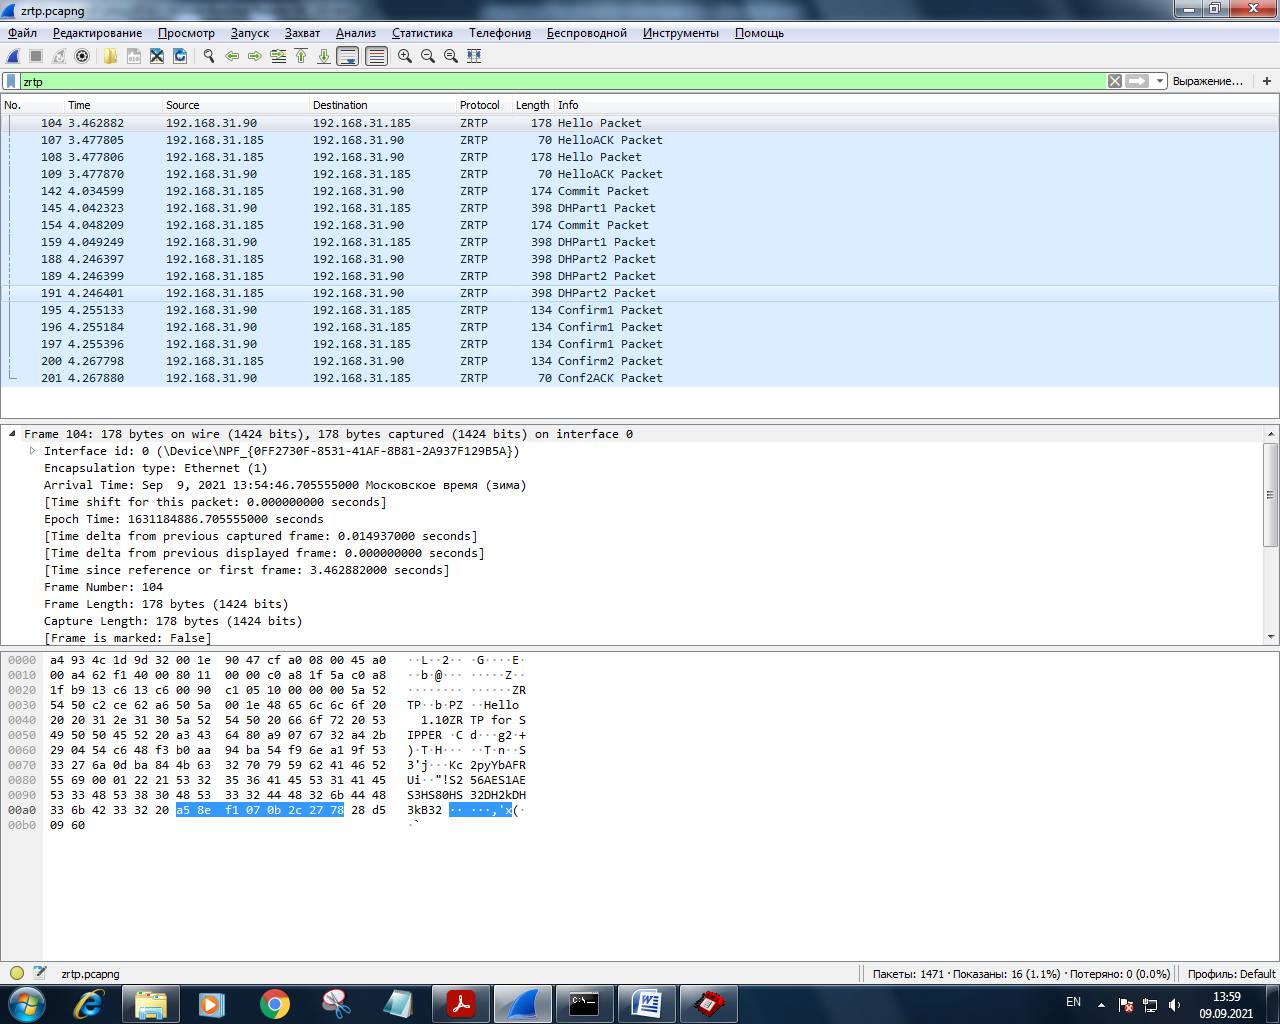 zrtp.pcapng
Файл Редактирование Просмотр Запуск Захват Анализ Статистика Телефония Беспроводной Инструменты Помощь
zrtp Выражение… +
No. Time Source Destination Protocol Length Info
104 3.462882 192.168.31.90 192.168.31.185 ZRTP 178 Hello Packet
107 3.477805 192.168.31.185 192.168.31.90 ZRTP 70 HelloACK Packet
108 3.477806 192.168.31.185 192.168.31.90 ZRTP 178 Hello Packet
109 3.477870 192.168.31.90 192.168.31.185 ZRTP 70 HelloACK Packet
142 4.034599 192.168.31.185 192.168.31.90 ZRTP 174 Commit Packet
145 4.042323 192.168.31.90 192.168.31.185 ZRTP 398 DHPart1 Packet
154 4.048209 192.168.31.185 192.168.31.90 ZRTP 174 Commit Packet
159 4.049249 192.168.31.90 192.168.31.185 ZRTP 398 DHPart1 Packet
188 4.246397 192.168.31.185 192.168.31.90 ZRTP 398 DHPart2 Packet
189 4.246399 192.168.31.185 192.168.31.90 ZRTP 398 DHPart2 Packet
191 4.246401 192.168.31.185 192.168.31.90 ZRTP 398 DHPart2 Packet
195 4.255133 192.168.31.90 192.168.31.185 ZRTP 134 Confirm1 Packet
196 4.255184 192.168.31.90 192.168.31.185 ZRTP 134 Confirm1 Packet
197 4.255396 192.168.31.90 192.168.31.185 ZRTP 134 Confirm1 Packet
200 4.267798 192.168.31.185 192.168.31.90 ZRTP 134 Confirm2 Packet
201 4.267880 192.168.31.90 192.168.31.185 ZRTP 70 Conf2ACK Packet
Frame 104: 178 bytes on wire (1424 bits), 178 bytes captured (1424 bits) on interface 0
Interface id: 0 (\Device\NPF_{0FF2730F-8531-41AF-8B81-2A937F129B5A})
Encapsulation type: Ethernet (1)
Arrival Time: Sep  9, 2021 13:54:46.705555000 Московское время (зима)
[Time shift for this packet: 0.000000000 seconds]
Epoch Time: 1631184886.705555000 seconds
[Time delta from previous captured frame: 0.014937000 seconds]
[Time delta from previous displayed frame: 0.000000000 seconds]
[Time since reference or first frame: 3.462882000 seconds]
Frame Number: 104
Frame Length: 178 bytes (1424 bits)
Capture Length: 178 bytes (1424 bits)
[Frame is marked: False]
0000 a4 93 4c 1d 9d 32 00 1e 90 47 cf a0 08 00 45 a0 ··L··2·· ·G····E·
0010 00 a4 62 f1 40 00 80 11 00 00 c0 a8 1f 5a c0 a8 ··b·@··· ·····Z··
0020 1f b9 13 c6 13 c6 00 90 c1 05 10 00 00 00 5a 52 ········ ······ZR
0030 54 50 c2 ce 62 a6 50 5a 00 1e 48 65 6c 6c 6f 20 TP··b·PZ ··Hello
0040 20 20 31 2e 31 30 5a 52 54 50 20 66 6f 72 20 53 1.10ZR TP for S
0050 49 50 50 45 52 20 a3 43 64 80 a9 07 67 32 a4 2b IPPER ·C d···g2·+
0060 29 04 54 c6 48 f3 b0 aa 94 ba 54 f9 6e a1 9f 53 )·T·H··· ··T·n··S
0070 33 27 6a 0d ba 84 4b 63 32 70 79 59 62 41 46 52 3'j···Kc 2pyYbAFR
0080 55 69 00 01 22 21 53 32 35 36 41 45 53 31 41 45 Ui··"!S2 56AES1AE
0090 53 33 48 53 38 30 48 53 33 32 44 48 32 6b 44 48 S3HS80HS 32DH2kDH
00a0 33 6b 42 33 32 20 a5 8e f1 07 0b 2c 27 78 28 d5 3kB32 ·· ···,'x(·
00b0 09 60 ·`
zrtp.pcapng Пакеты: 1471 · Показаны: 16 (1.1%) · Потеряно: 0 (0.0%) Профиль: Default
C:\. EN 13:59
09.09.2021